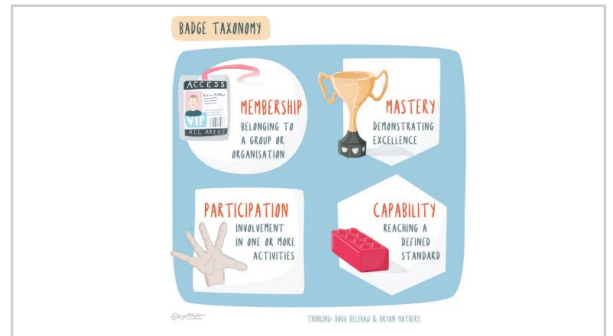 BADGE TAXONOMY
ACCESS
VIP
ALL AREAS
MEMBERSHIP
BELONGING TO
A GROUP OR
ORGANISATION
MASTERY
DEMONSTRATING
EXCELLENCE
PARTICIPATION
INVOLVEMENT
IN ONE OR MORE
ACTIVITIES
CAPABILITY
REACHING A
DEFINED
STANDARD
THINKING: DOUG BELSHAW & BRYAN MATHERS